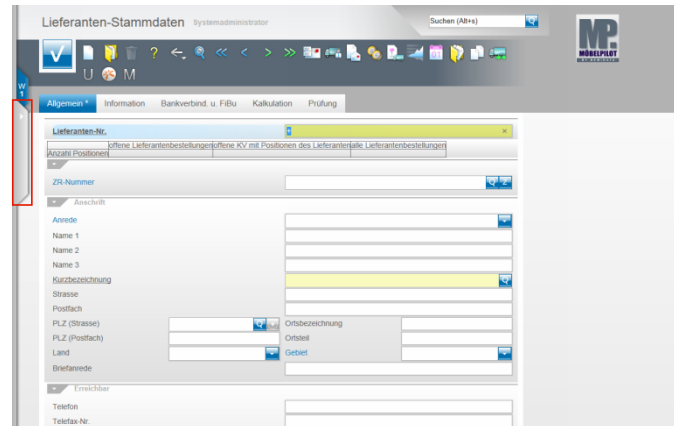 Lieferanten-Stammdaten Systemadministrator
Suchen (Alt+s)
MP
MÖBELPILOT
U M
W
1
Allgemein * Information Bankverbind. u. FiBu Kalkulation Prüfung
Lieferanten-Nr.
offene Lieferantenbestellungen offene KV mit Positionen des Lieferanten alle Lieferantenbestellungen
Anzahl Positionen
ZR-Nummer
Anschrift
Anrede
Name 1
Name 2
Name 3
Kurzbezeichnung
Strasse
Postfach
PLZ (Strasse) Ortsbezeichnung
PLZ (Postfach) Ortsteil
Land Gebiet
Briefanrede
Erreichbar
Telefon
Telefax-Nr.